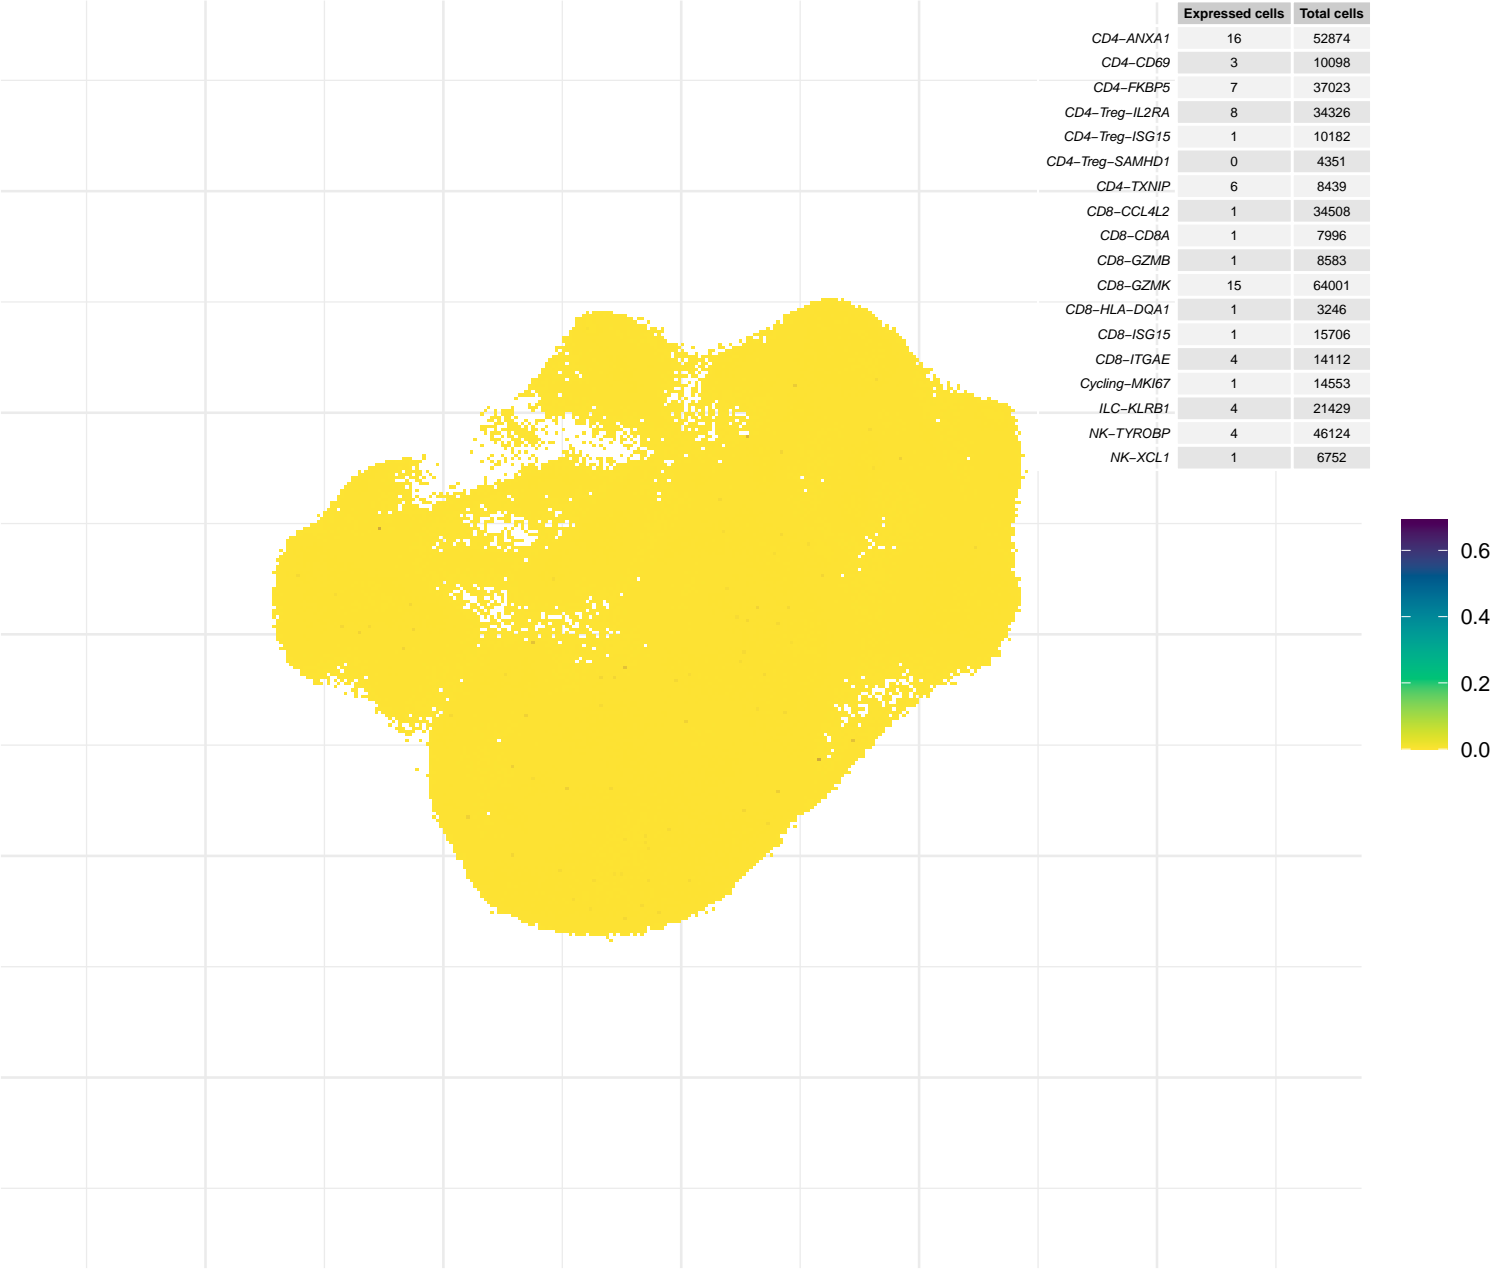 Expressed cells Total cells
CD4−ANXA1 16 52874
CD4−CD69 3 10098
CD4−FKBP5 7 37023
CD4−Treg−IL2RA 8 34326
CD4−Treg−ISG15 1 10182
CD4−Treg−SAMHD1 0 4351
CD4−TXNIP 6 8439
CD8−CCL4L2 1 34508
CD8−CD8A 1 7996
CD8−GZMB 1 8583
CD8−GZMK 15 64001
CD8−HLA−DQA1 1 3246
CD8−ISG15 1 15706
CD8−ITGAE 4 14112
Cycling−MKI67 1 14553
ILC−KLRB1 4 21429
NK−TYROBP 4 46124
NK−XCL1 1 6752
0.6
0.4
0.2
0.0